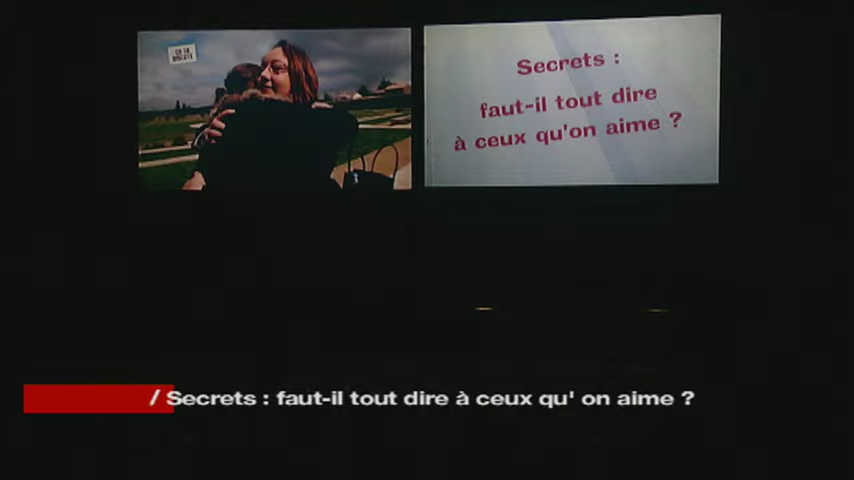 Secrets :
faut-il tout dire
à ceux qu'on aime ?
/ Secrets : faut-il tout dire à ceux qu' on aime ?